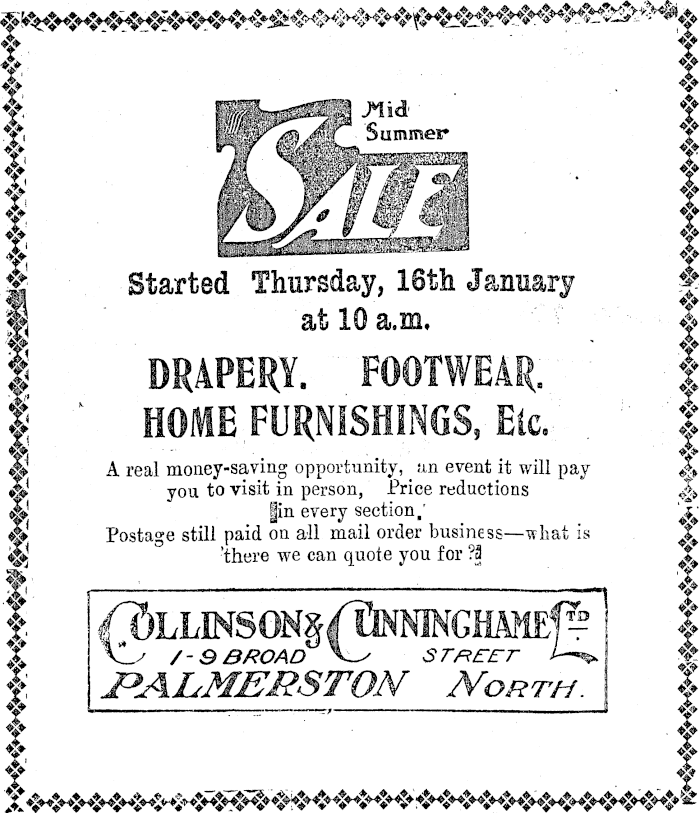 Mid
Summer
SALE
Started Thursday, 16th January
at 10 a.m.
DRAPERY. FOOTWEAR.
HOME FURNISHINGS, Etc.
A real money-saving opportunity, an event it will pay
you to visit in person, Price reductions
in every section.
Postage still paid on all mail order business—what is
there we can quote you for?
COLLINSON & CUNNINGHAME LTD.
1-9 BROAD STREET
PALMERSTON NORTH.